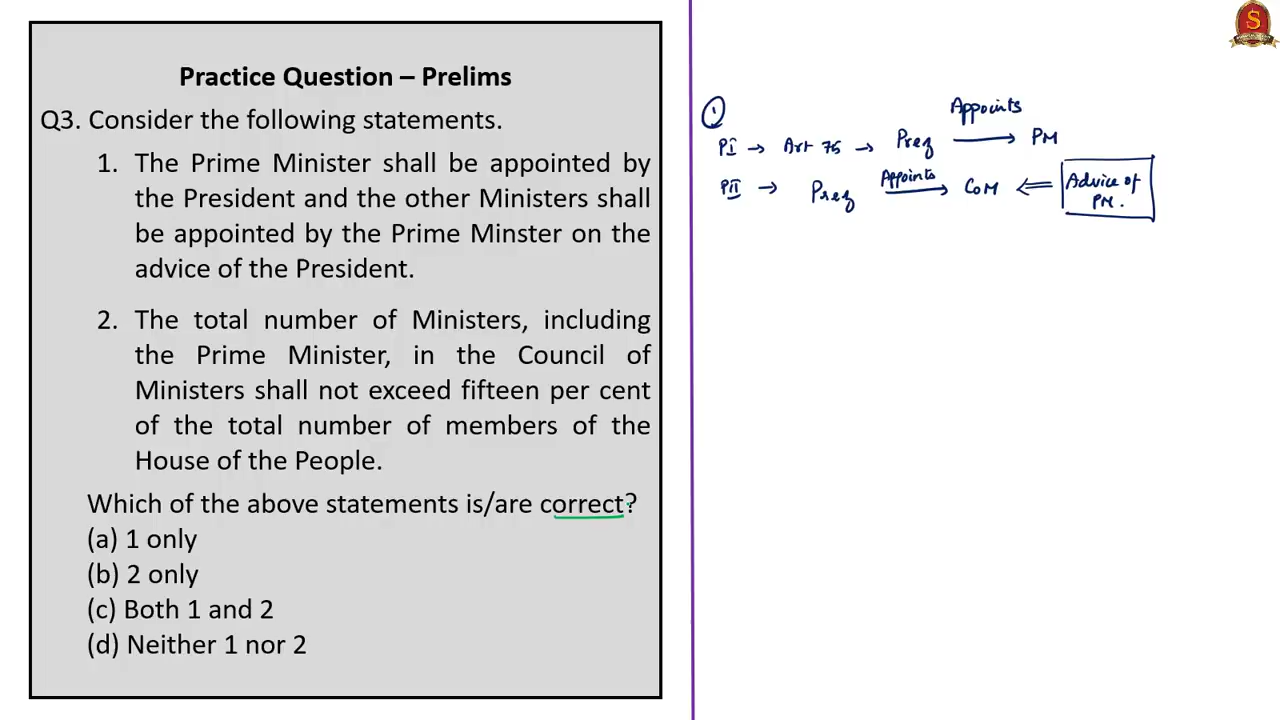 Practice Question – Prelims
Q3. Consider the following statements.
1. The Prime Minister shall be appointed by
the President and the other Ministers shall
be appointed by the Prime Minster on the
advice of the President.
2. The total number of Ministers, including
the Prime Minister, in the Council of
Ministers shall not exceed fifteen per cent
of the total number of members of the
House of the People.
Which of the above statements is/are correct?
(a) 1 only
(b) 2 only
(c) Both 1 and 2
(d) Neither 1 nor 2
S
①
Appoints
PI → Art 75 → Prez → PM
PII → Prez Appoints → CoM ⇐ Advice of
PM.